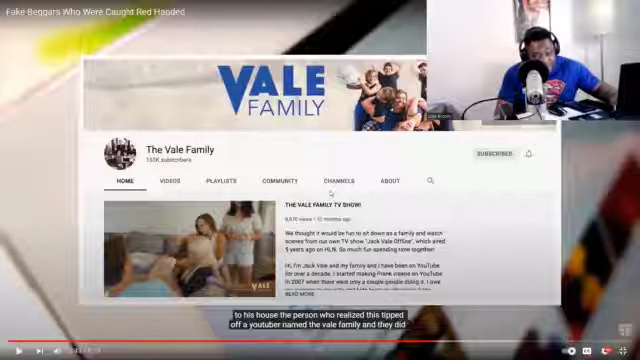 Fake Beggars Who Were Caught Red Handed
VALE
FAMILY
The Vale Family
163K subscribers
SUBSCRIBED
HOME
VIDEOS
PLAYLISTS
COMMUNITY
CHANNELS
ABOUT
THE VALE FAMILY TV SHOW!
We thought it would be fun to sit down as a family and watch
scenes from our own TV show "Jack Vale Offline", which aired
5 years ago on HLN. So much fun spending time together!
Hi, I'm Jack Vale and my family and I have been on YouTube
for over a decade. I started making Prank videos on YouTube
in 2007 when there were only a couple people doing it. I owe
READ MORE
VALE
to his house the person who realized this tipped
off a youtuber named the vale family and they did